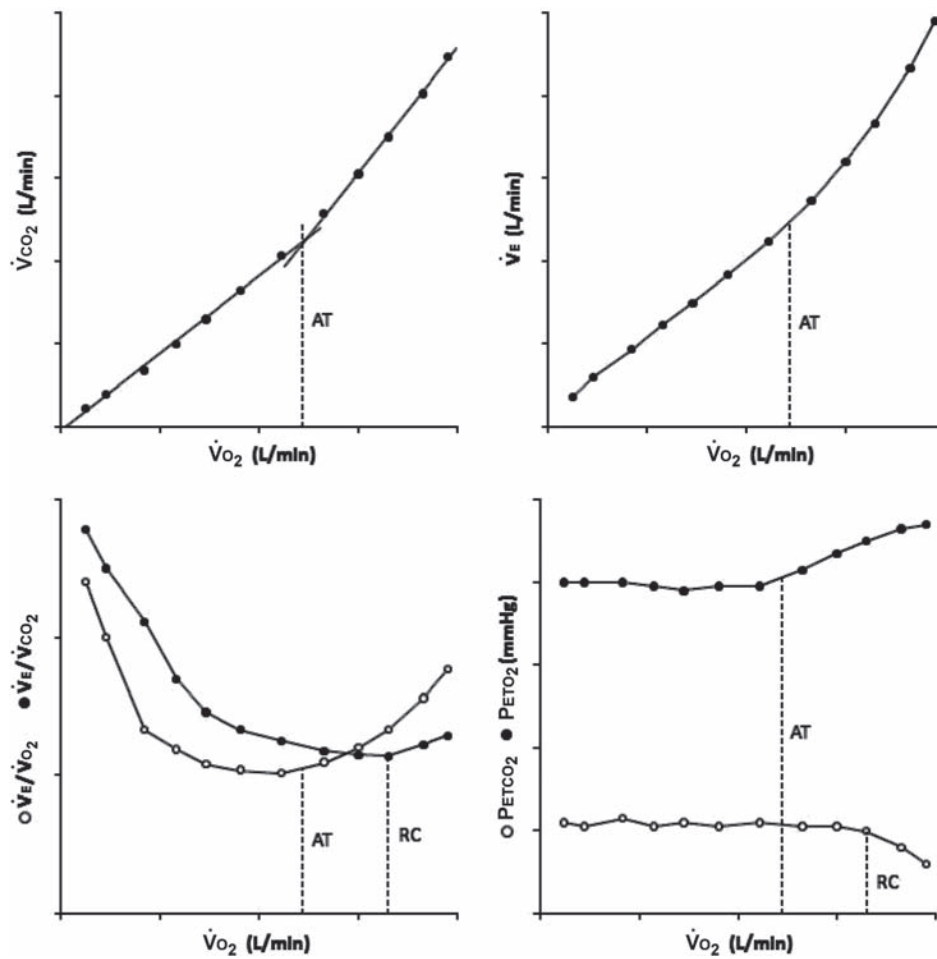 V̇CO₂ (L/min)
AT
V̇O₂ (L/min)
V̇E (L/min)
AT
V̇O₂ (L/min)
○ V̇E/V̇O₂ ● V̇E/V̇CO₂
AT
RC
V̇O₂ (L/min)
○ PETCO₂ ● PETO₂ (mmHg)
AT
RC
V̇O₂ (L/min)